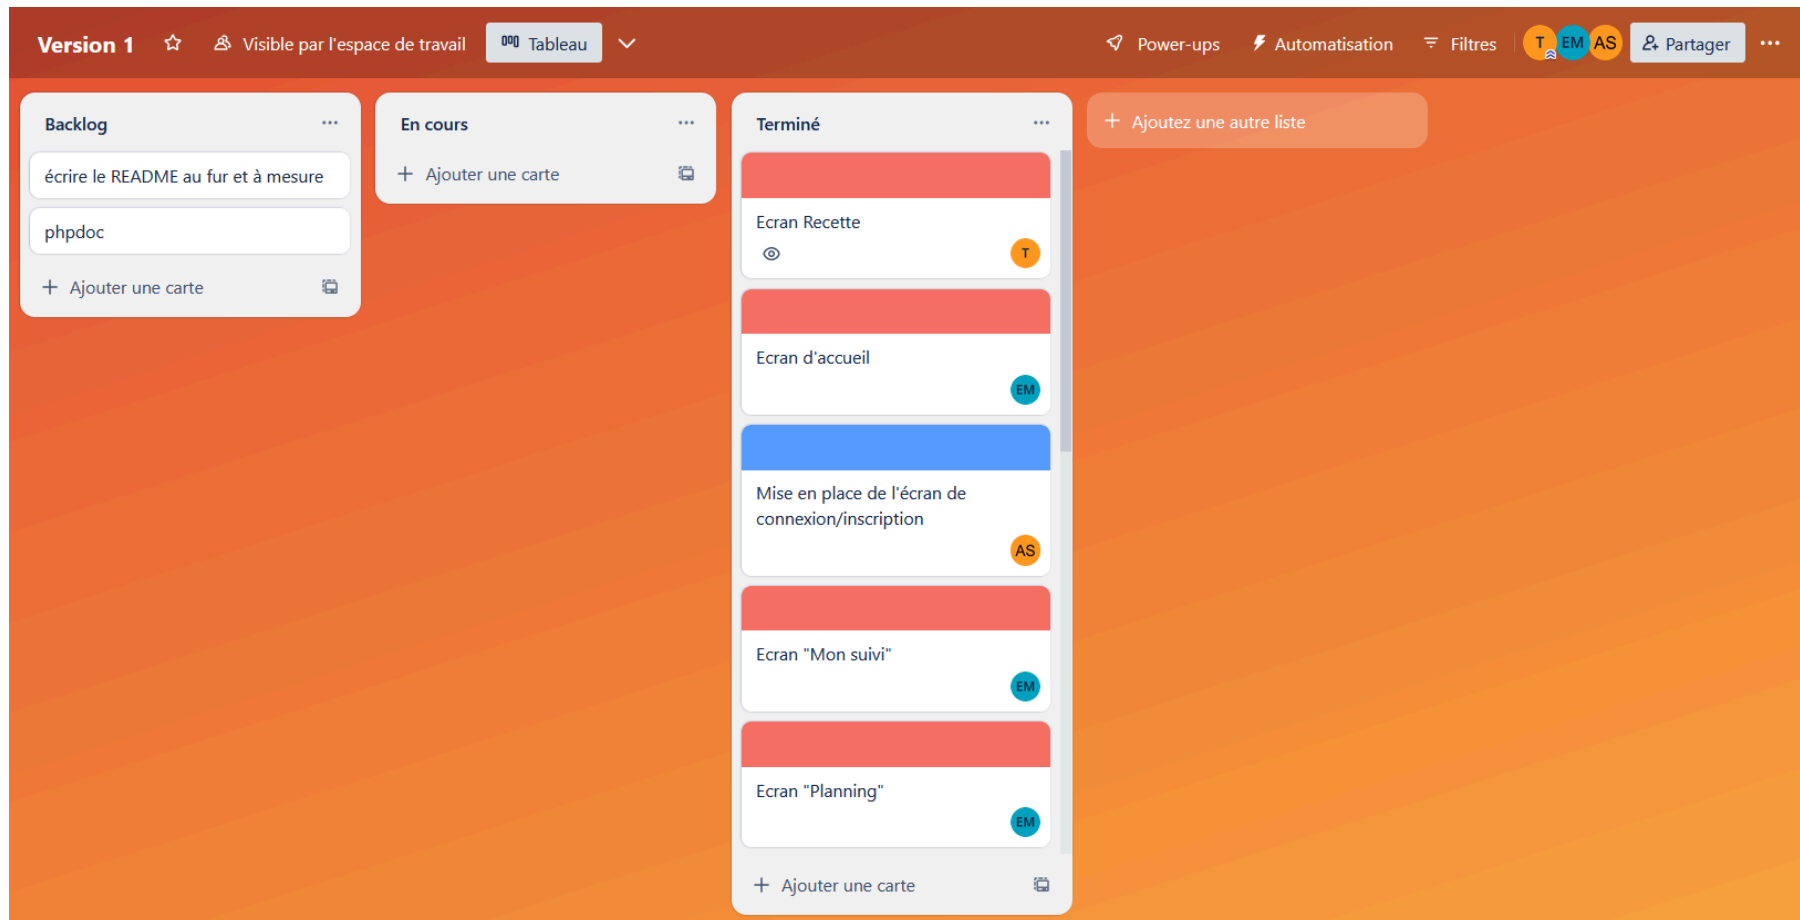 Version 1
Visible par l'espace de travail
Tableau
Power-ups
Automatisation
Filtres
T
EM
AS
Partager
Backlog
écrire le README au fur et à mesure
phpdoc
Ajouter une carte
En cours
Ajouter une carte
Terminé
Ecran Recette
T
Ecran d'accueil
EM
Mise en place de l'écran de
connexion/inscription
AS
Ecran "Mon suivi"
EM
Ecran "Planning"
EM
Ajouter une carte
Ajoutez une autre liste